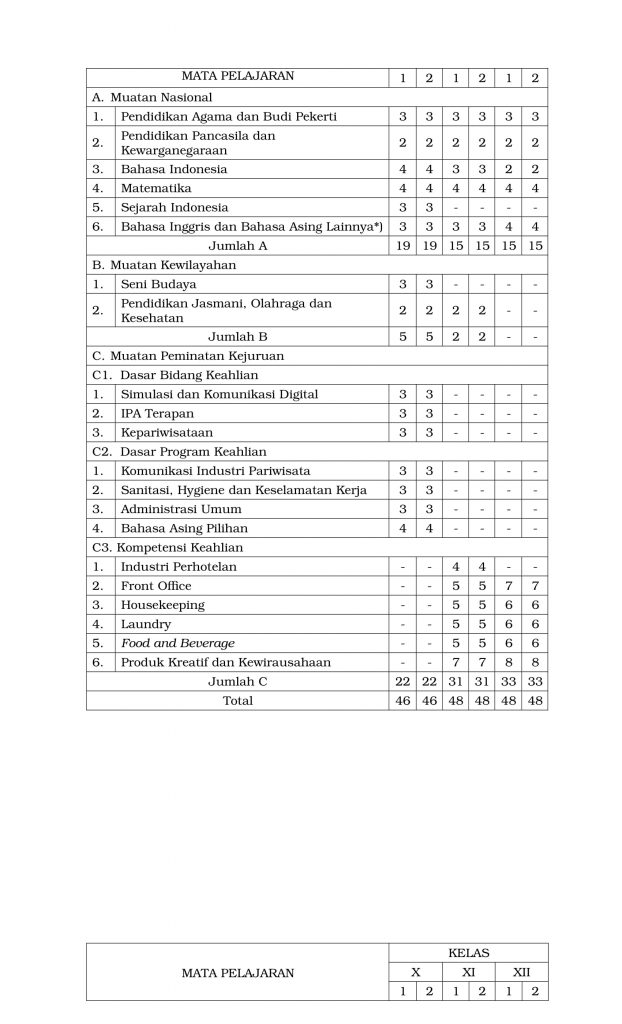 MATA PELAJARAN 1 2 1 2 1 2
A. Muatan Nasional
1. Pendidikan Agama dan Budi Pekerti 3 3 3 3 3 3
2. Pendidikan Pancasila dan
Kewarganegaraan 2 2 2 2 2 2
3. Bahasa Indonesia 4 4 3 3 2 2
4. Matematika 4 4 4 4 4 4
5. Sejarah Indonesia 3 3 - - - -
6. Bahasa Inggris dan Bahasa Asing Lainnya*) 3 3 3 3 4 4
Jumlah A 19 19 15 15 15 15
B. Muatan Kewilayahan
1. Seni Budaya 3 3 - - - -
2. Pendidikan Jasmani, Olahraga dan
Kesehatan 2 2 2 2 - -
Jumlah B 5 5 2 2 - -
C. Muatan Peminatan Kejuruan
C1. Dasar Bidang Keahlian
1. Simulasi dan Komunikasi Digital 3 3 - - - -
2. IPA Terapan 3 3 - - - -
3. Kepariwisataan 3 3 - - - -
C2. Dasar Program Keahlian
1. Komunikasi Industri Pariwisata 3 3 - - - -
2. Sanitasi, Hygiene dan Keselamatan Kerja 3 3 - - - -
3. Administrasi Umum 3 3 - - - -
4. Bahasa Asing Pilihan 4 4 - - - -
C3. Kompetensi Keahlian
1. Industri Perhotelan - - 4 4 - -
2. Front Office - - 5 5 7 7
3. Housekeeping - - 5 5 6 6
4. Laundry - - 5 5 6 6
5. Food and Beverage - - 5 5 6 6
6. Produk Kreatif dan Kewirausahaan - - 7 7 8 8
Jumlah C 22 22 31 31 33 33
Total 46 46 48 48 48 48
KELAS
MATA PELAJARAN X XI XII
1 2 1 2 1 2